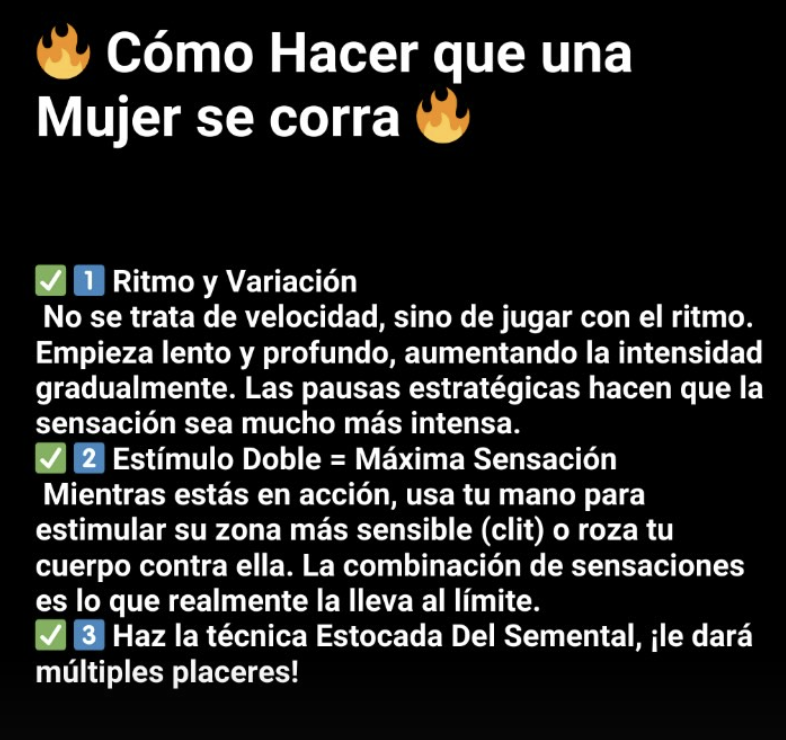 🔥 Cómo Hacer que una
Mujer se corra 🔥
✅ 1️⃣ Ritmo y Variación
No se trata de velocidad, sino de jugar con el ritmo.
Empieza lento y profundo, aumentando la intensidad
gradualmente. Las pausas estratégicas hacen que la
sensación sea mucho más intensa.
✅ 2️⃣ Estímulo Doble = Máxima Sensación
Mientras estás en acción, usa tu mano para
estimular su zona más sensible (clit) o roza tu
cuerpo contra ella. La combinación de sensaciones
es lo que realmente la lleva al límite.
✅ 3️⃣ Haz la técnica Estocada Del Semental, ¡le dará
múltiples placeres!